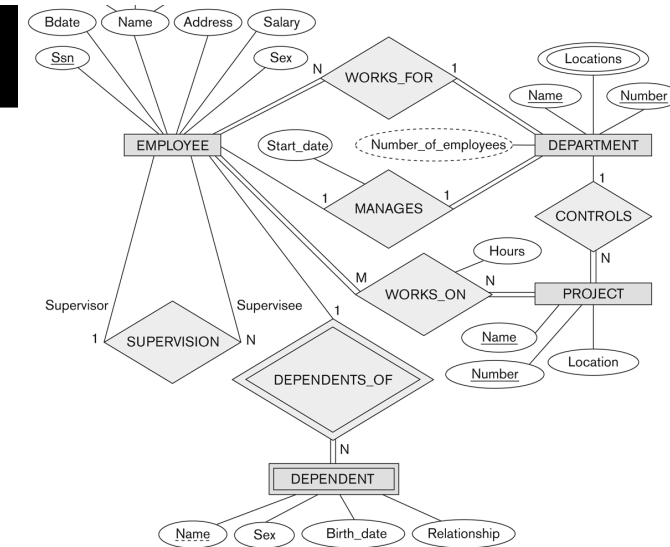 Bdate
Name
Address
Salary
Ssn
Sex
N
WORKS_FOR
1
Locations
Name
Number
EMPLOYEE
Start_date
Number_of_employees
DEPARTMENT
1
MANAGES
1
1
CONTROLS
N
Hours
M
WORKS_ON
N
PROJECT
Supervisor
Supervisee
1
SUPERVISION
N
1
Name
Number
Location
DEPENDENTS_OF
N
DEPENDENT
Name
Sex
Birth_date
Relationship